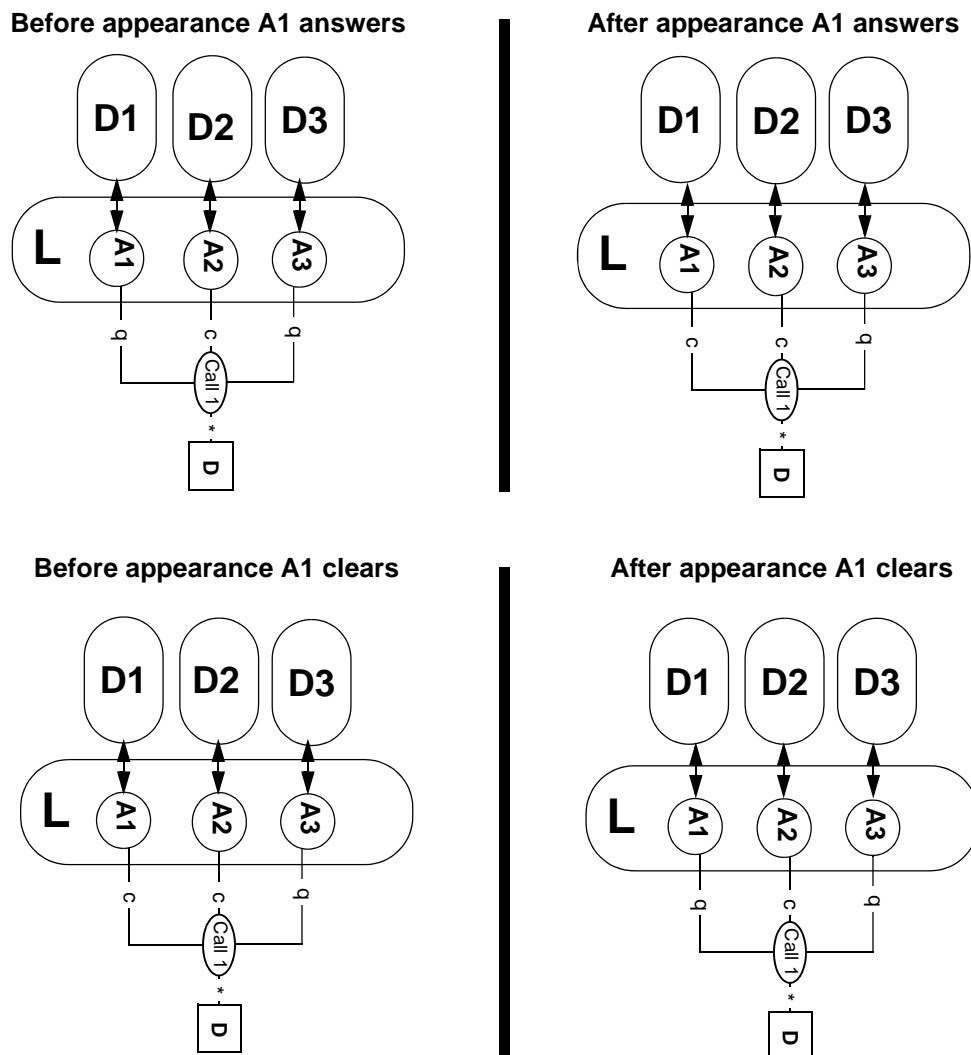 Before appearance A1 answers
After appearance A1 answers
D1 D2 D3
D1 D2 D3
L A1 A2 A3
L A1 A2 A3
q c q
c c q
Call 1
Call 1
*
*
D
D
Before appearance A1 clears
After appearance A1 clears
D1 D2 D3
D1 D2 D3
L A1 A2 A3
L A1 A2 A3
c c q
q c q
Call 1
Call 1
*
*
D
D